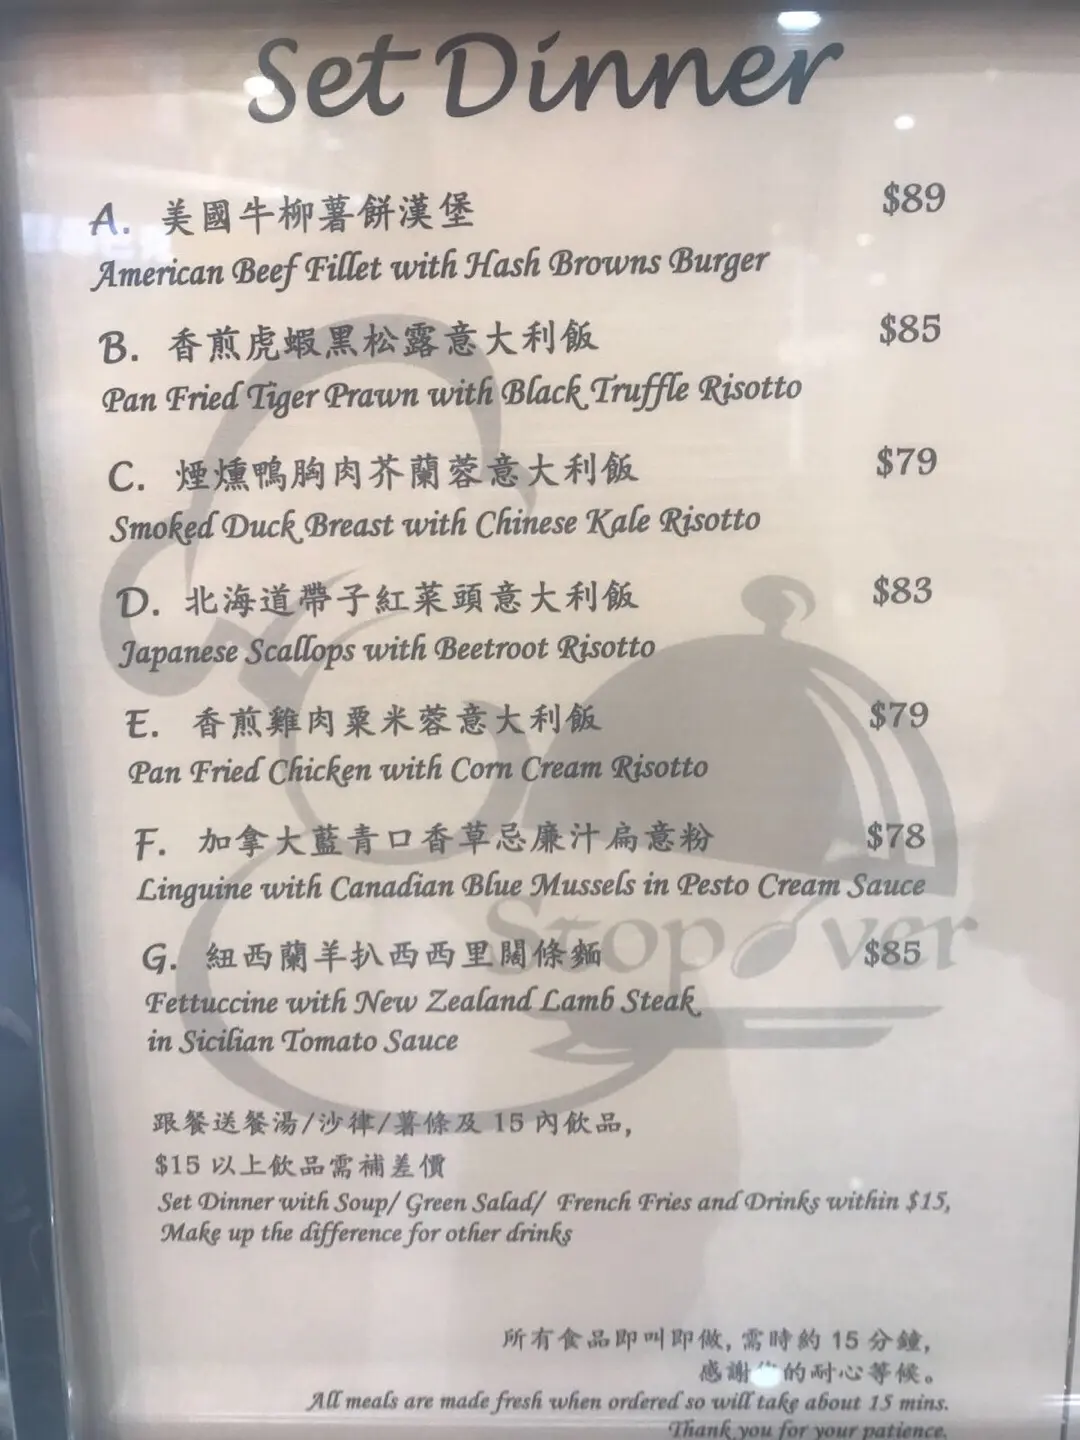 Set Dinner
A. 美國牛柳薯餅漢堡 $89
American Beef Fillet with Hash Browns Burger
B. 香煎虎蝦黑松露意大利飯 $85
Pan Fried Tiger Prawn with Black Truffle Risotto
C. 煙燻鴨胸肉芥蘭蓉意大利飯 $79
Smoked Duck Breast with Chinese Kale Risotto
D. 北海道帶子紅菜頭意大利飯 $83
Japanese Scallops with Beetroot Risotto
E. 香煎雞肉粟米蓉意大利飯 $79
Pan Fried Chicken with Corn Cream Risotto
F. 加拿大藍青口香草忌廉汁扁意粉 $78
Linguine with Canadian Blue Mussels in Pesto Cream Sauce
Stopover
G. 紐西蘭羊扒西西里闊條麵 $85
Fettuccine with New Zealand Lamb Steak
in Sicilian Tomato Sauce
跟餐送餐湯/沙律/薯條及 15 內飲品,
$15 以上飲品需補差價
Set Dinner with Soup/ Green Salad/ French Fries and Drinks within $15,
Make up the difference for other drinks
所有食品即叫即做, 需時約 15 分鐘,
感謝 的耐心等候。
All meals are made fresh when ordered so will take about 15 mins.
Thank you for your patience.